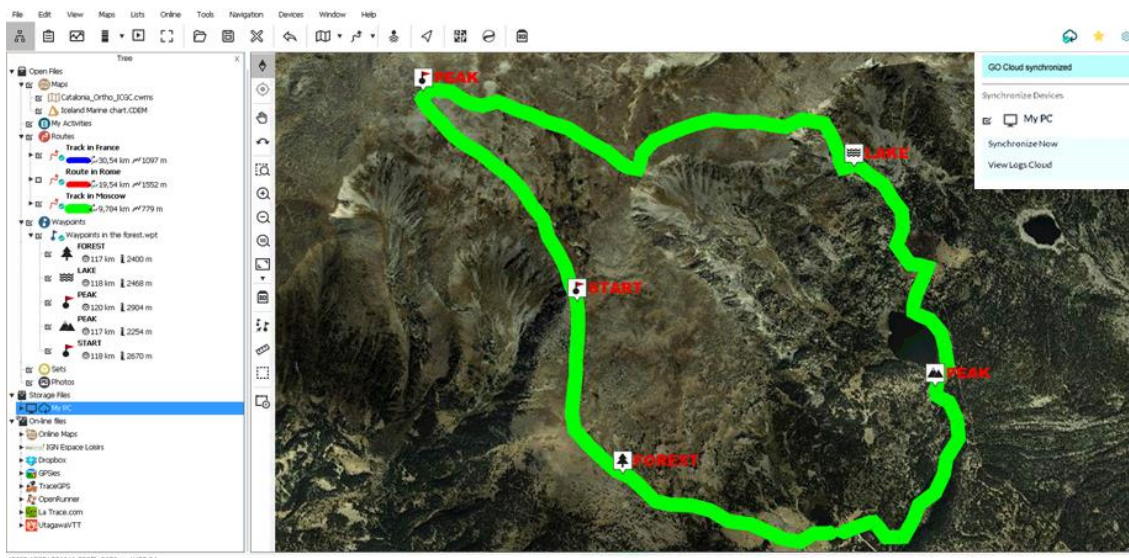 File Edit View Maps Lists Online Tools Navigation Devices Window Help
Tree X
Open Files
Maps
Catalonia_Ortho_ICGC.cwms
Iceland Marine chart.CDEM
My Activities
Routes
Track in France
30,54 km 1097 m
Route in Rome
19,54 km 1552 m
Track in Moscow
9,784 km 779 m
Waypoints
Waypoints in the forest.wpt
FOREST
117 km 2400 m
LAKE
118 km 2468 m
PEAK
120 km 2904 m
PEAK
117 km 2254 m
START
118 km 2670 m
Sets
Photos
Storage Files
My PC
On-line files
Online Maps
IGN Espace Loisirs
Dropbox
GPSies
TraceGPS
OpenRunner
La Trace.com
UtagawaVTT
PEAK
LAKE
START
PEAK
FOREST
GO Cloud synchronized
Synchronize Devices
My PC
Synchronize Now
View Logs Cloud